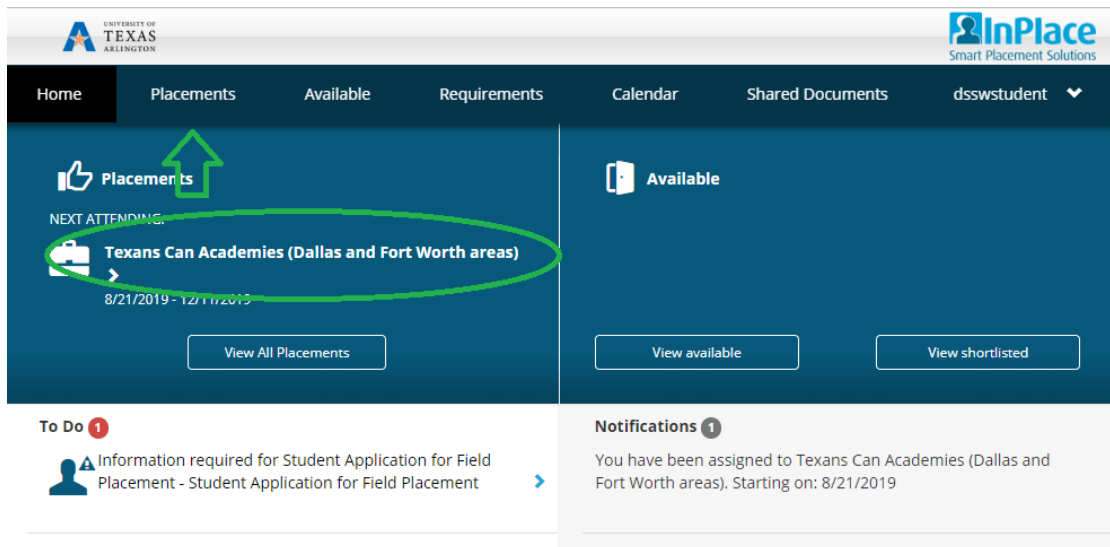 UNIVERSITY OF
TEXAS
ARLINGTON
InPlace
Smart Placement Solutions
Home Placements Available Requirements Calendar Shared Documents dsswstudent
Placements
NEXT ATTENDING:
Texans Can Academies (Dallas and Fort Worth areas)
8/21/2019 - 12/11/2019
View All Placements
Available
View available View shortlisted
To Do 1
Information required for Student Application for Field
Placement - Student Application for Field Placement
Notifications 1
You have been assigned to Texans Can Academies (Dallas and
Fort Worth areas). Starting on: 8/21/2019